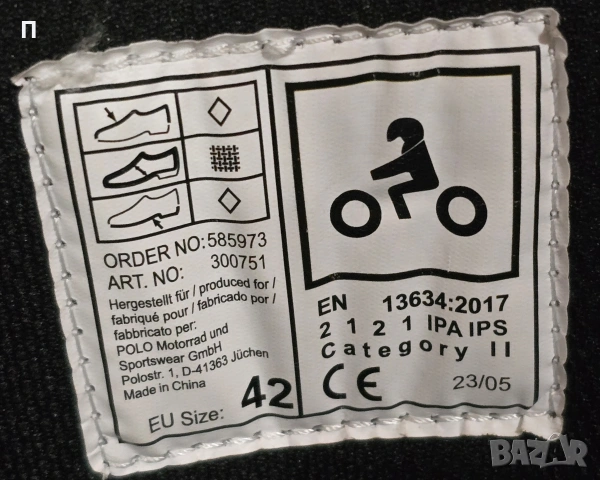 П
ORDER NO: 585973
ART. NO: 300751
Hergestellt für / produced for /
fabriqué pour / fabricado por /
fabbricato per:
POLO Motorrad und
Sportswear GmbH
Polostr. 1, D-41363 Jüchen
Made in China
EU Size: 42
EN 13634:2017
2 1 2 1 IPA IPS
Category II
CE 23/05
BAZAR